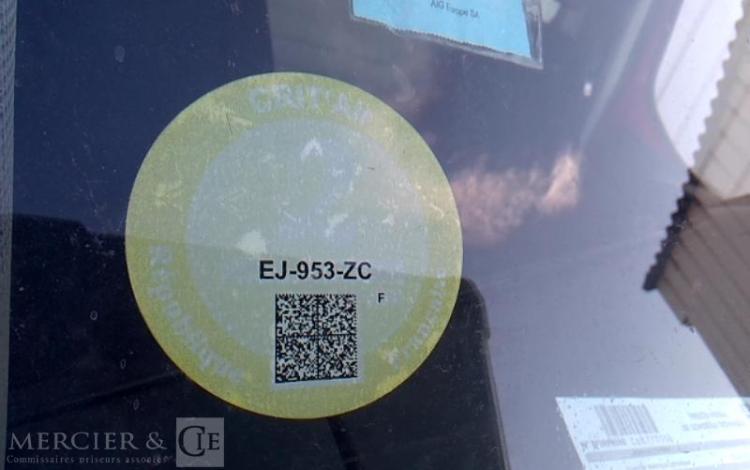 AIG Europe SA
CRIT'Air
EJ-953-ZC
F
République
Française
MERCIER & CIE
Commissaires priseurs associés